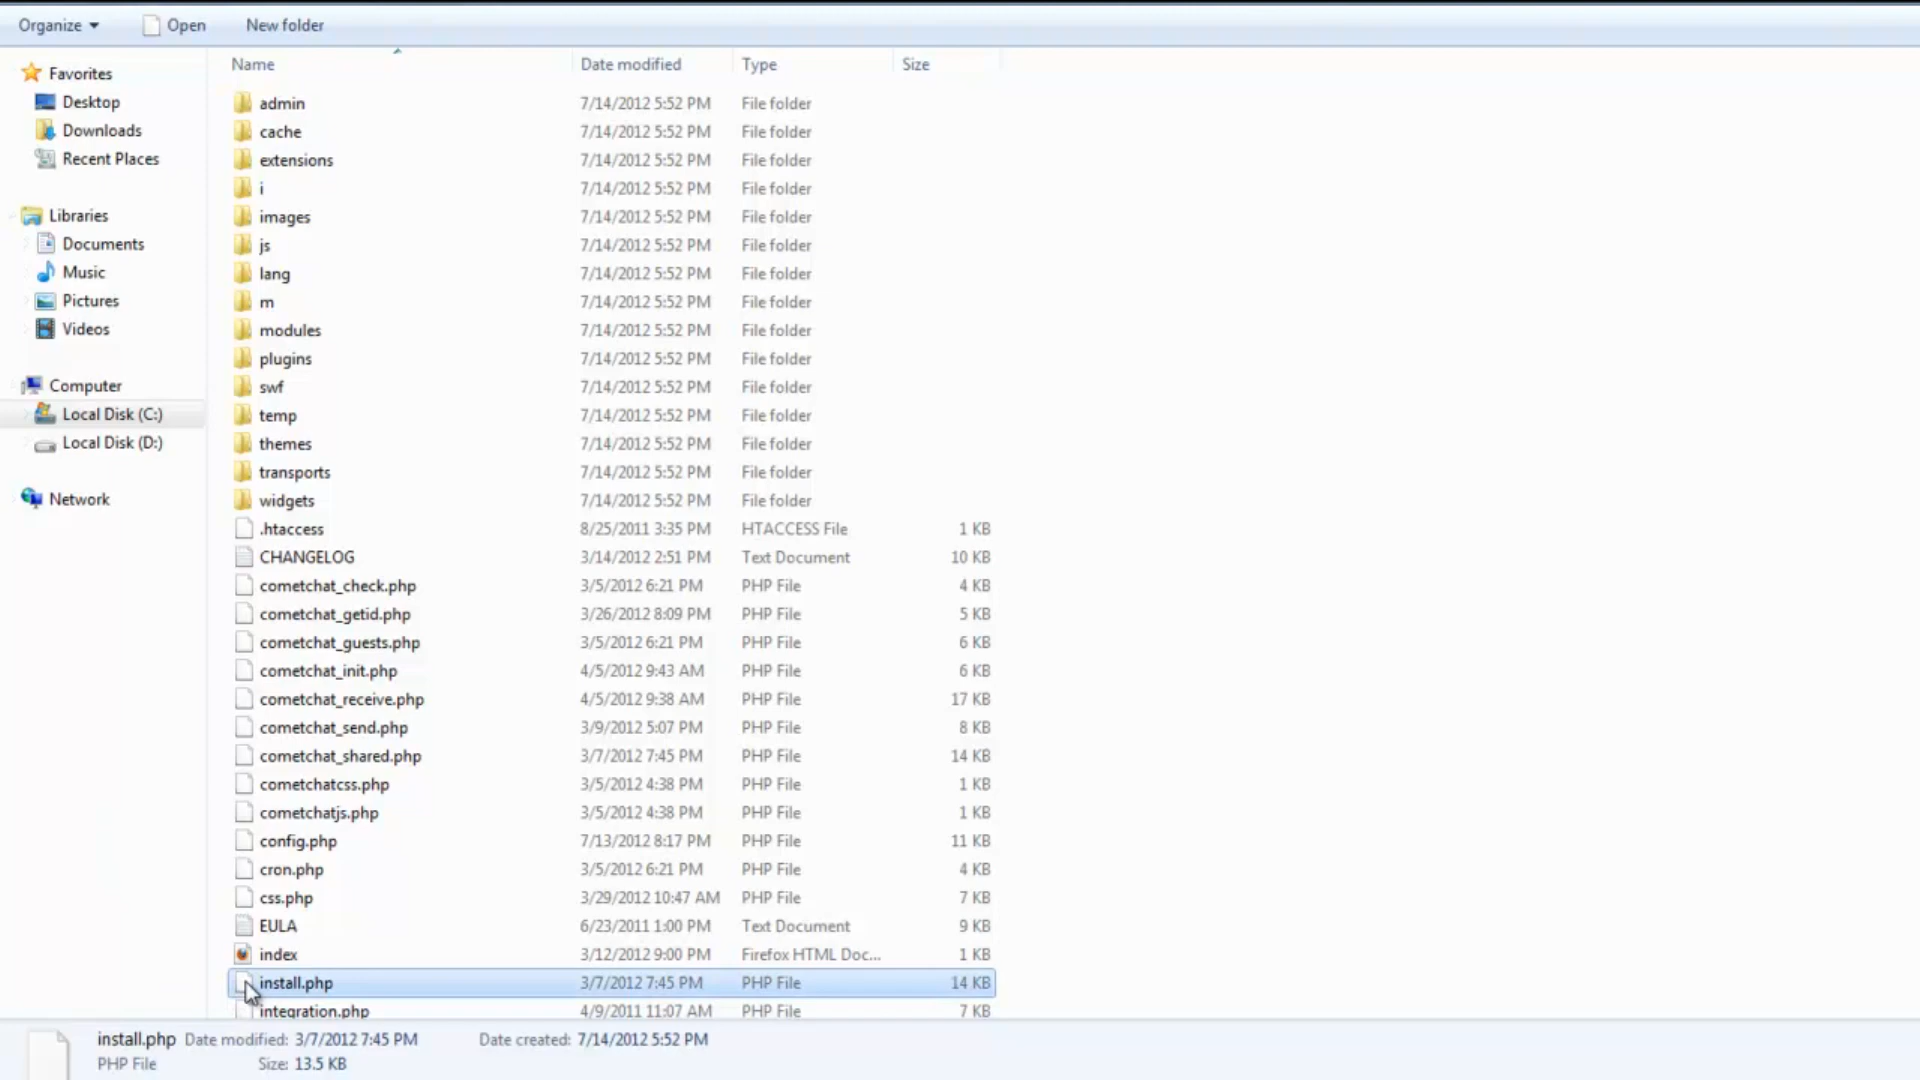 Organize Open New folder
Name Date modified Type Size
Favorites
Desktop
Downloads
Recent Places
Libraries
Documents
Music
Pictures
Videos
Computer
Local Disk (C:)
Local Disk (D:)
Network
admin 7/14/2012 5:52 PM File folder
cache 7/14/2012 5:52 PM File folder
extensions 7/14/2012 5:52 PM File folder
i 7/14/2012 5:52 PM File folder
images 7/14/2012 5:52 PM File folder
js 7/14/2012 5:52 PM File folder
lang 7/14/2012 5:52 PM File folder
m 7/14/2012 5:52 PM File folder
modules 7/14/2012 5:52 PM File folder
plugins 7/14/2012 5:52 PM File folder
swf 7/14/2012 5:52 PM File folder
temp 7/14/2012 5:52 PM File folder
themes 7/14/2012 5:52 PM File folder
transports 7/14/2012 5:52 PM File folder
widgets 7/14/2012 5:52 PM File folder
.htaccess 8/25/2011 3:35 PM HTACCESS File 1 KB
CHANGELOG 3/14/2012 2:51 PM Text Document 10 KB
cometchat_check.php 3/5/2012 6:21 PM PHP File 4 KB
cometchat_getid.php 3/26/2012 8:09 PM PHP File 5 KB
cometchat_guests.php 3/5/2012 6:21 PM PHP File 6 KB
cometchat_init.php 4/5/2012 9:43 AM PHP File 6 KB
cometchat_receive.php 4/5/2012 9:38 AM PHP File 17 KB
cometchat_send.php 3/9/2012 5:07 PM PHP File 8 KB
cometchat_shared.php 3/7/2012 7:45 PM PHP File 14 KB
cometchatcss.php 3/5/2012 4:38 PM PHP File 1 KB
cometchatjs.php 3/5/2012 4:38 PM PHP File 1 KB
config.php 7/13/2012 8:17 PM PHP File 11 KB
cron.php 3/5/2012 6:21 PM PHP File 4 KB
css.php 3/29/2012 10:47 AM PHP File 7 KB
EULA 6/23/2011 1:00 PM Text Document 9 KB
index 3/12/2012 9:00 PM Firefox HTML Doc... 1 KB
install.php 3/7/2012 7:45 PM PHP File 14 KB
integration.php 4/9/2011 11:07 AM PHP File 7 KB
install.php Date modified: 3/7/2012 7:45 PM Date created: 7/14/2012 5:52 PM
PHP File Size: 13.5 KB